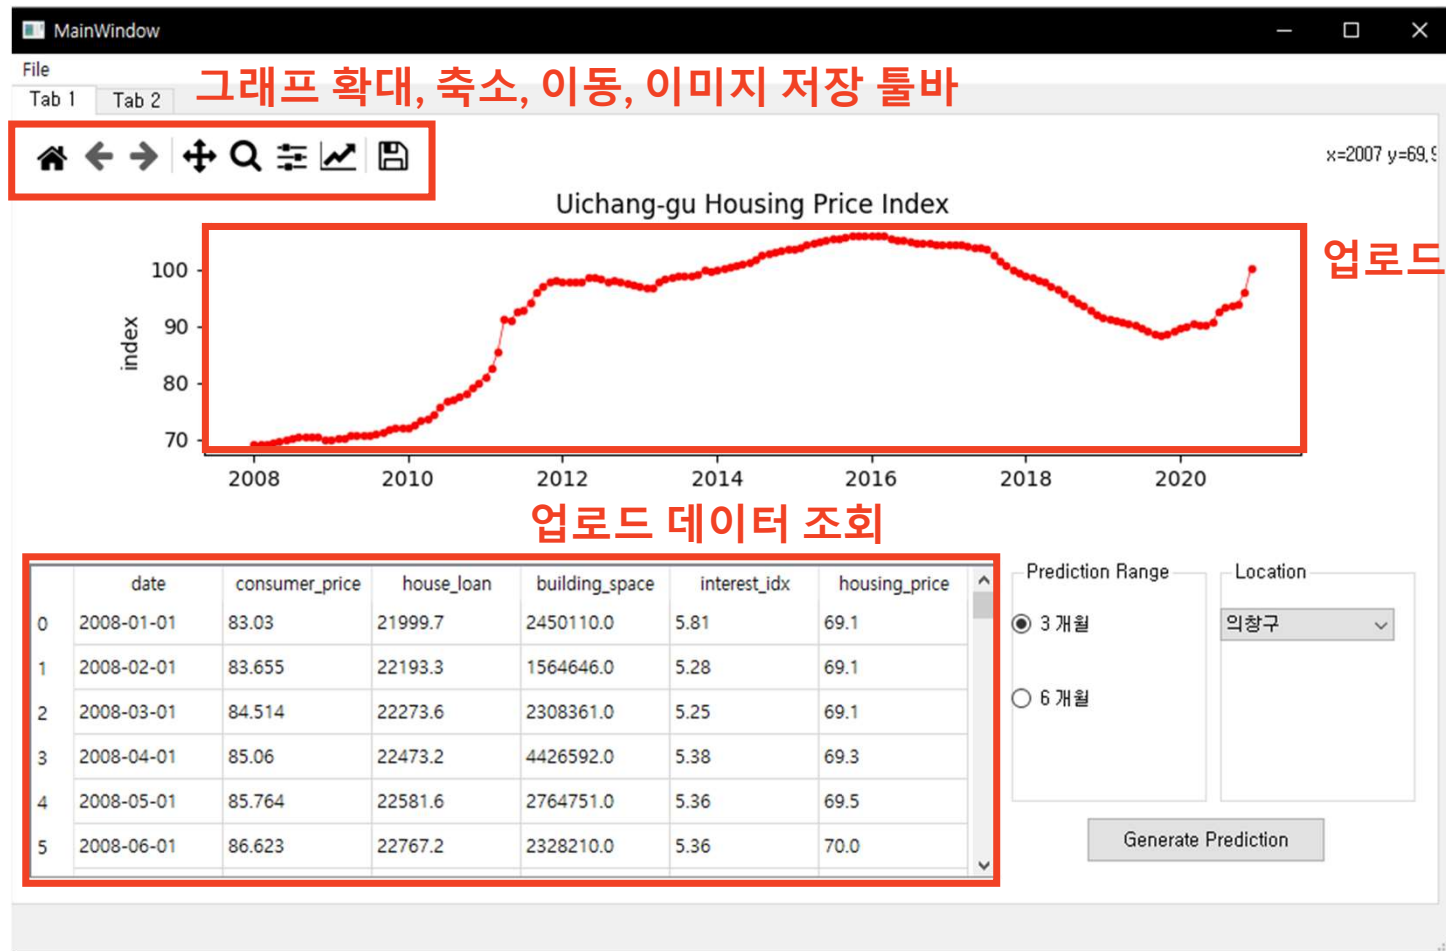 MainWindow
File
그래프 확대, 축소, 이동, 이미지 저장 툴바
Tab 1 Tab 2
x=2007 y=69.9
Uichang-gu Housing Price Index
업로드
index
100
90
80
70
2008 2010 2012 2014 2016 2018 2020
업로드 데이터 조회
date consumer_price house_loan building_space interest_idx housing_price
0 2008-01-01 83.03 21999.7 2450110.0 5.81 69.1
1 2008-02-01 83.655 22193.3 1564646.0 5.28 69.1
2 2008-03-01 84.514 22273.6 2308361.0 5.25 69.1
3 2008-04-01 85.06 22473.2 4426592.0 5.38 69.3
4 2008-05-01 85.764 22581.6 2764751.0 5.36 69.5
5 2008-06-01 86.623 22767.2 2328210.0 5.36 70.0
Prediction Range
3 개월
6 개월
Location
의창구
Generate Prediction